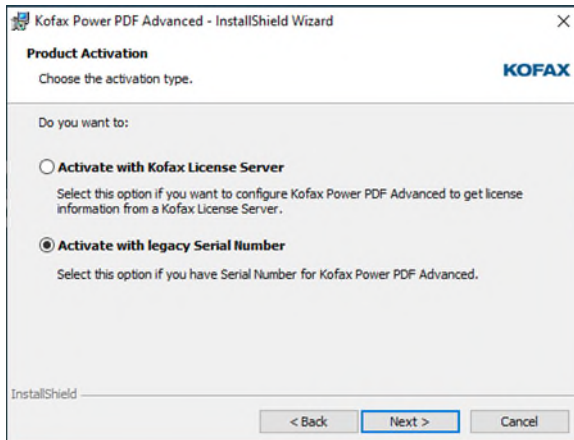 Kofax Power PDF Advanced - InstallShield Wizard
Product Activation
Choose the activation type.
KOFAX
Do you want to:
Activate with Kofax License Server
Select this option if you want to configure Kofax Power PDF Advanced to get license
information from a Kofax License Server.
Activate with legacy Serial Number
Select this option if you have Serial Number for Kofax Power PDF Advanced.
InstallShield
< Back
Next >
Cancel